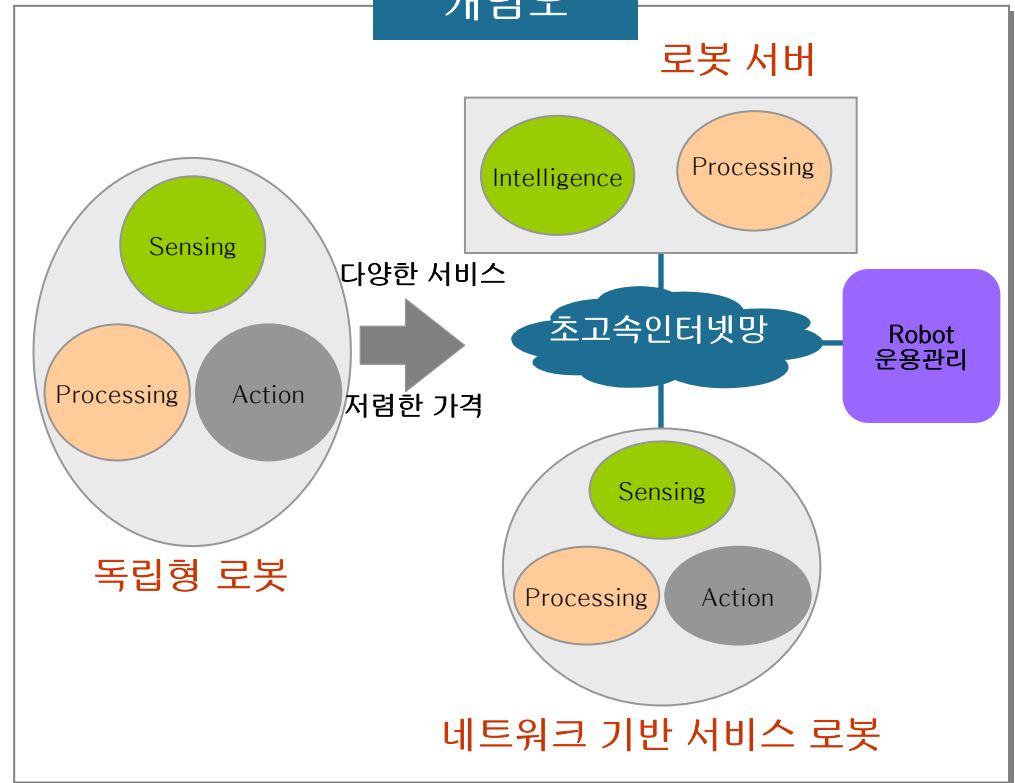 로봇 서버
Intelligence
Processing
Sensing
Processing
Action
다양한 서비스
저렴한 가격
초고속인터넷망
Robot
운용관리
Sensing
Processing
Action
독립형 로봇
네트워크 기반 서비스 로봇